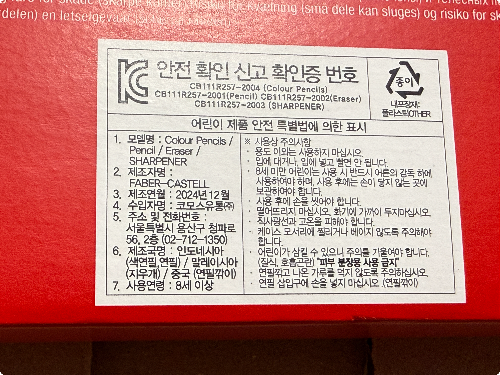 안전 확인 신고 확인증 번호
CB111R257-2004 (Colour Pencils)
CB111R257-2001(Pencil) CB111R257-2002(Eraser)
CB111R257-2003 (SHARPENER)
종이
내포장재:
플라스틱OTHER
어린이 제품 안전 특별법에 의한 표시
1. 모델명 : Colour Pencils /
Pencil / Eraser /
SHARPENER
2. 제조자명 :
FABER-CASTELL
3. 제조연월 : 2024년 12월
4. 수입자명 : 코모스유통㈜
5. 주소 및 전화번호 :
서울특별시 용산구 청파로
56, 2층 (02-712-1350)
6. 제조국명 : 인도네시아
(색연필,연필) / 말레이시아
(지우개) / 중국 (연필깎이)
7. 사용연령 : 8세 이상
※ 사용상 주의사항
· 용도 이외는 사용하지 마십시오.
· 입에 대거나, 입에 넣고 빨면 안 됩니다.
· 8세 미만 어린이는 사용 시 반드시 어른의 감독 하에
사용하여야 하며, 사용 후에는 손이 닿지 않는 곳에
보관하여야 합니다.
· 사용 후에 손을 씻어야 합니다.
· 떨어뜨리지 마십시오, 화기에 가까이 두지마십시오.
· 직사광선과 고온을 피해야 합니다.
· 케이스 모서리에 찔리거나 베이지 않도록 주의하여야
합니다.
· 어린이가 삼킬 수 있으니 주의를 기울여야 합니다.
(질식, 호흡곤란) "피부 분장용 사용 금지"
· 연필깎고 나온 가루를 먹지 않도록 주의하십시오.
· 연필 삽입구에 손을 넣지 마십시오. (연필깎이)